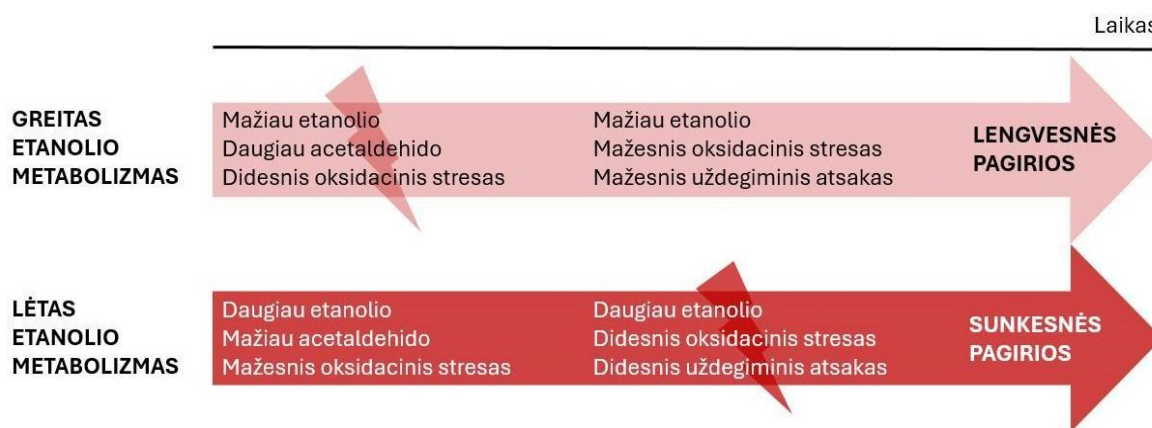 Laikas
GREITAS
ETANOLIO
METABOLIZMAS
Mažiau etanolio
Daugiau acetaldehido
Didesnis oksidacinis stresas
Mažiau etanolio
Mažesnis oksidacinis stresas
Mažesnis uždegiminis atsakas
LENGVESNĖS
PAGIRIOS
LĖTAS
ETANOLIO
METABOLIZMAS
Daugiau etanolio
Mažiau acetaldehido
Mažesnis oksidacinis stresas
Daugiau etanolio
Didesnis oksidacinis stresas
Didesnis uždegiminis atsakas
SUNKESNĖS
PAGIRIOS